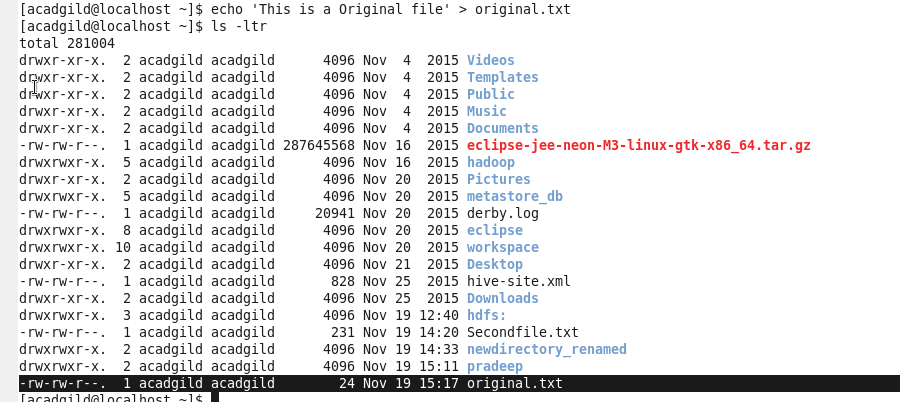 [acadgild@localhost ~]$ echo 'This is a Original file' > original.txt
[acadgild@localhost ~]$ ls -ltr
total 281004
drwxr-xr-x.  2 acadgild acadgild      4096 Nov  4  2015 Videos
drwxr-xr-x.  2 acadgild acadgild      4096 Nov  4  2015 Templates
drwxr-xr-x.  2 acadgild acadgild      4096 Nov  4  2015 Public
drwxr-xr-x.  2 acadgild acadgild      4096 Nov  4  2015 Music
drwxr-xr-x.  2 acadgild acadgild      4096 Nov  4  2015 Documents
-rw-rw-r--.  1 acadgild acadgild 287645568 Nov 16  2015 eclipse-jee-neon-M3-linux-gtk-x86_64.tar.gz
drwxrwxr-x.  5 acadgild acadgild      4096 Nov 16  2015 hadoop
drwxr-xr-x.  2 acadgild acadgild      4096 Nov 20  2015 Pictures
drwxrwxr-x.  5 acadgild acadgild      4096 Nov 20  2015 metastore_db
-rw-rw-r--.  1 acadgild acadgild     20941 Nov 20  2015 derby.log
drwxrwxr-x.  8 acadgild acadgild      4096 Nov 20  2015 eclipse
drwxrwxr-x. 10 acadgild acadgild      4096 Nov 20  2015 workspace
drwxr-xr-x.  2 acadgild acadgild      4096 Nov 21  2015 Desktop
-rw-rw-r--.  1 acadgild acadgild       828 Nov 25  2015 hive-site.xml
drwxr-xr-x.  2 acadgild acadgild      4096 Nov 25  2015 Downloads
drwxrwxr-x.  3 acadgild acadgild      4096 Nov 19 12:40 hdfs:
-rw-rw-r--.  1 acadgild acadgild       231 Nov 19 14:20 Secondfile.txt
drwxrwxr-x.  2 acadgild acadgild      4096 Nov 19 14:33 newdirectory_renamed
drwxrwxr-x.  2 acadgild acadgild      4096 Nov 19 15:11 pradeep
-rw-rw-r--.  1 acadgild acadgild        24 Nov 19 15:17 original.txt
[acadgild@localhost ~]$